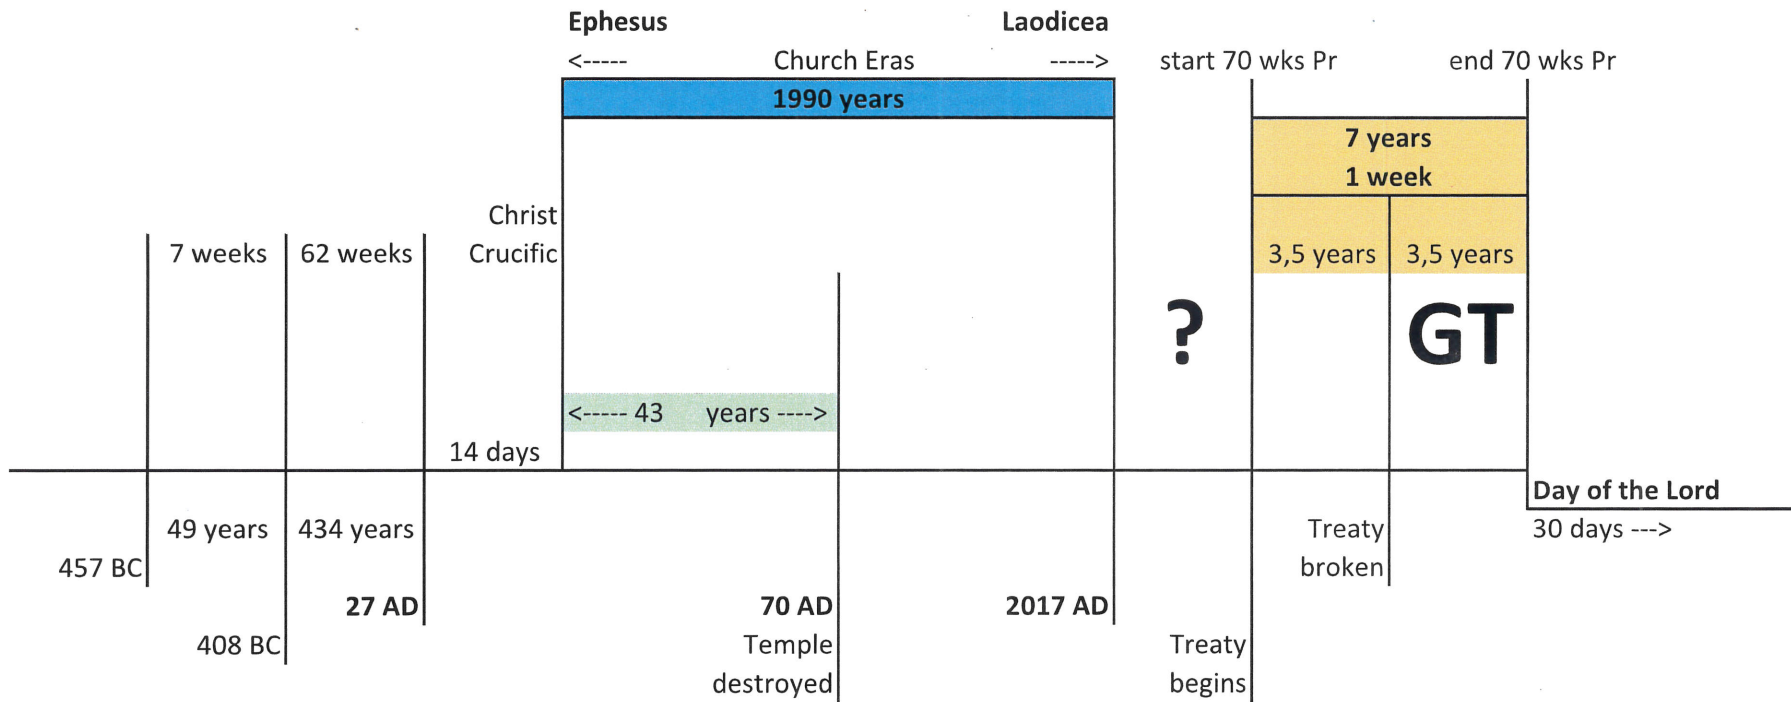 Ephesus Laodicea
<----- Church Eras -----> start 70 wks Pr end 70 wks Pr
1990 years
7 years
1 week
Christ
7 weeks 62 weeks Crucific 3,5 years 3,5 years
? GT
<----- 43 years ---->
14 days
Day of the Lord
49 years 434 years Treaty 30 days --->
457 BC broken
27 AD 70 AD 2017 AD
408 BC Temple Treaty
destroyed begins